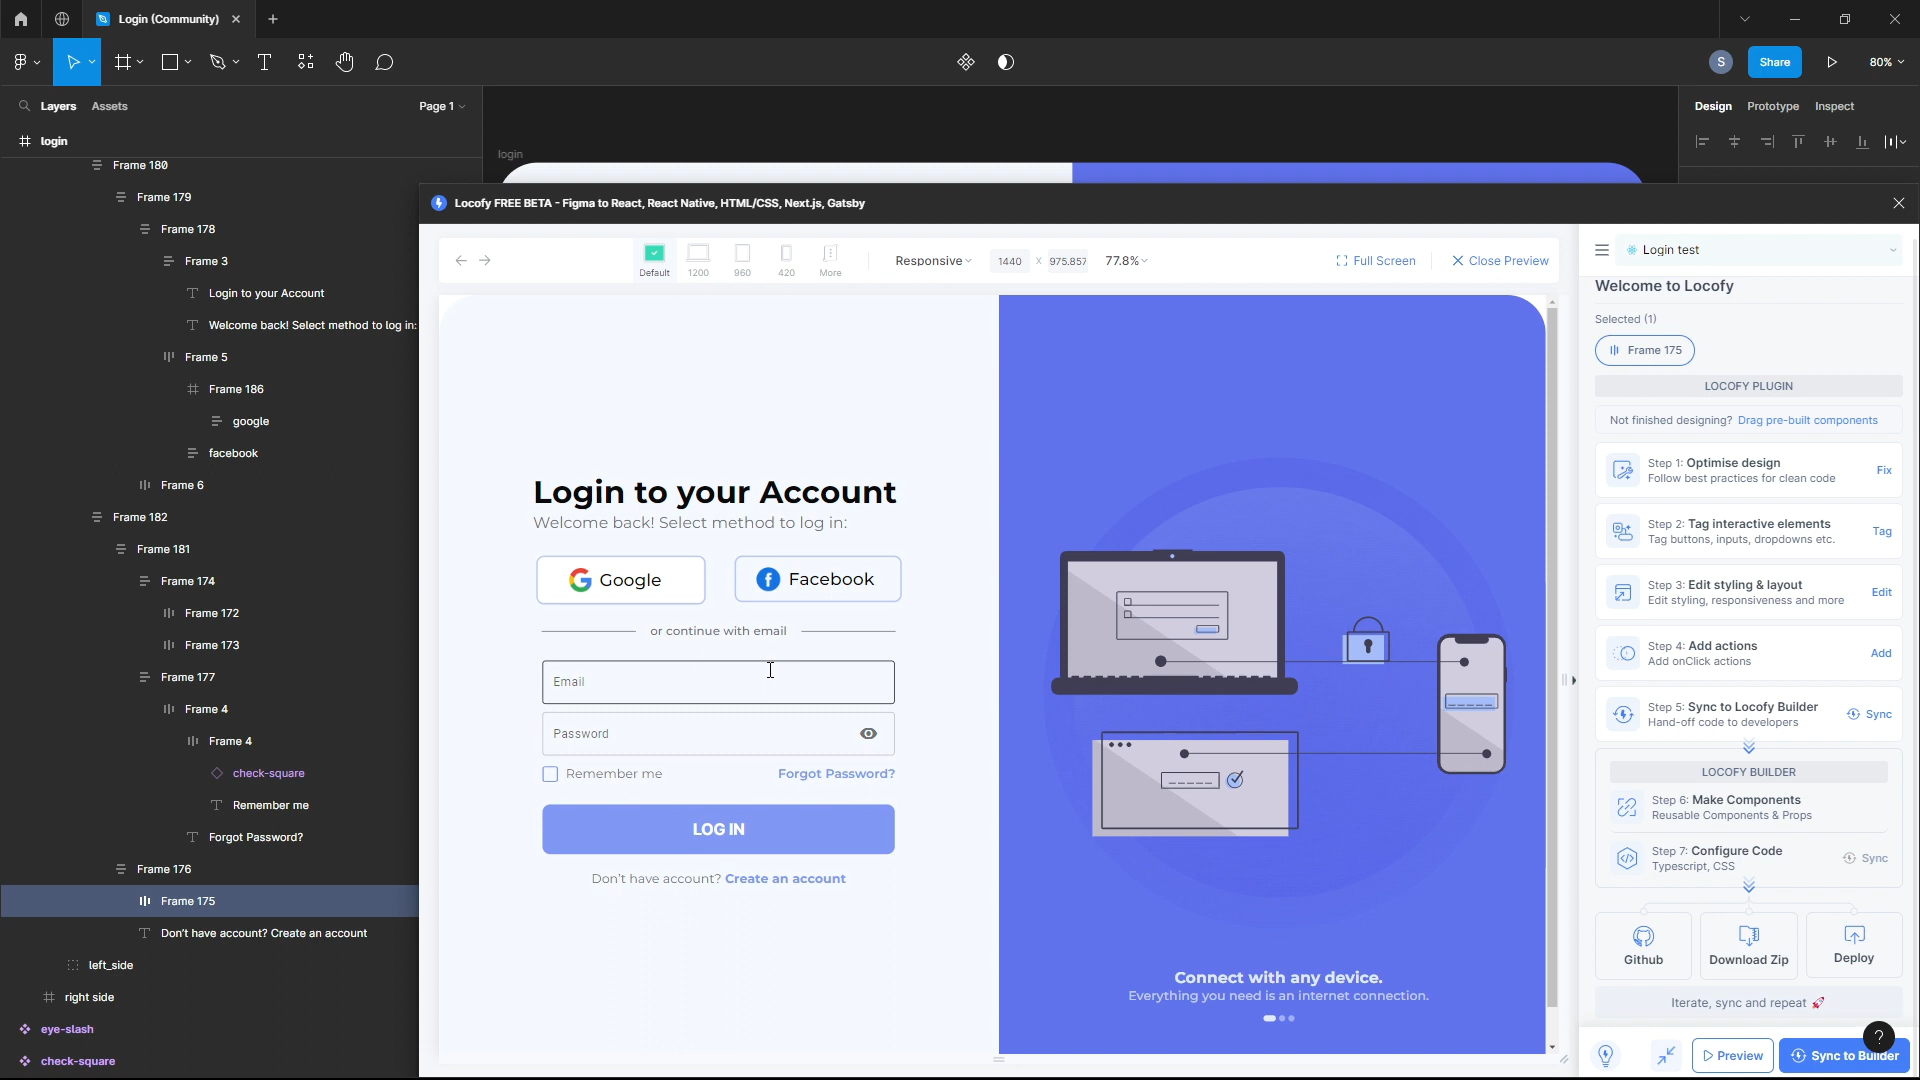 Login (Community)
Share
80%
Layers
Assets
Page 1
Design
Prototype
Inspect
login
login
Frame 180
Frame 179
Frame 178
Frame 3
Login to your Account
Welcome back! Select method to log in:
Frame 5
Frame 186
google
facebook
Frame 6
Frame 182
Frame 181
Frame 174
Frame 172
Frame 173
Frame 177
Frame 4
Frame 4
check-square
Remember me
Forgot Password?
Frame 176
Frame 175
Don't have account? Create an account
left_side
right side
eye-slash
check-square
Locofy FREE BETA - Figma to React, React Native, HTML/CSS, Next.js, Gatsby
Default
1200
960
420
More
Responsive
1440 x 975.857
77.8%
Full Screen
Close Preview
Login to your Account
Welcome back! Select method to log in:
Google
Facebook
or continue with email
Email
Password
Remember me
Forgot Password?
LOG IN
Don't have account? Create an account
Connect with any device.
Everything you need is an internet connection.
Login test
Welcome to Locofy
Selected (1)
Frame 175
LOCOFY PLUGIN
Not finished designing? Drag pre-built components
Step 1: Optimise design
Follow best practices for clean code
Fix
Step 2: Tag interactive elements
Tag buttons, inputs, dropdowns etc.
Tag
Step 3: Edit styling & layout
Edit styling, responsiveness and more
Edit
Step 4: Add actions
Add onClick actions
Add
Step 5: Sync to Locofy Builder
Hand-off code to developers
Sync
LOCOFY BUILDER
Step 6: Make Components
Reusable Components & Props
Step 7: Configure Code
Typescript, CSS
Sync
Github
Download Zip
Deploy
Iterate, sync and repeat 🚀
?
Preview
Sync to Builder
S